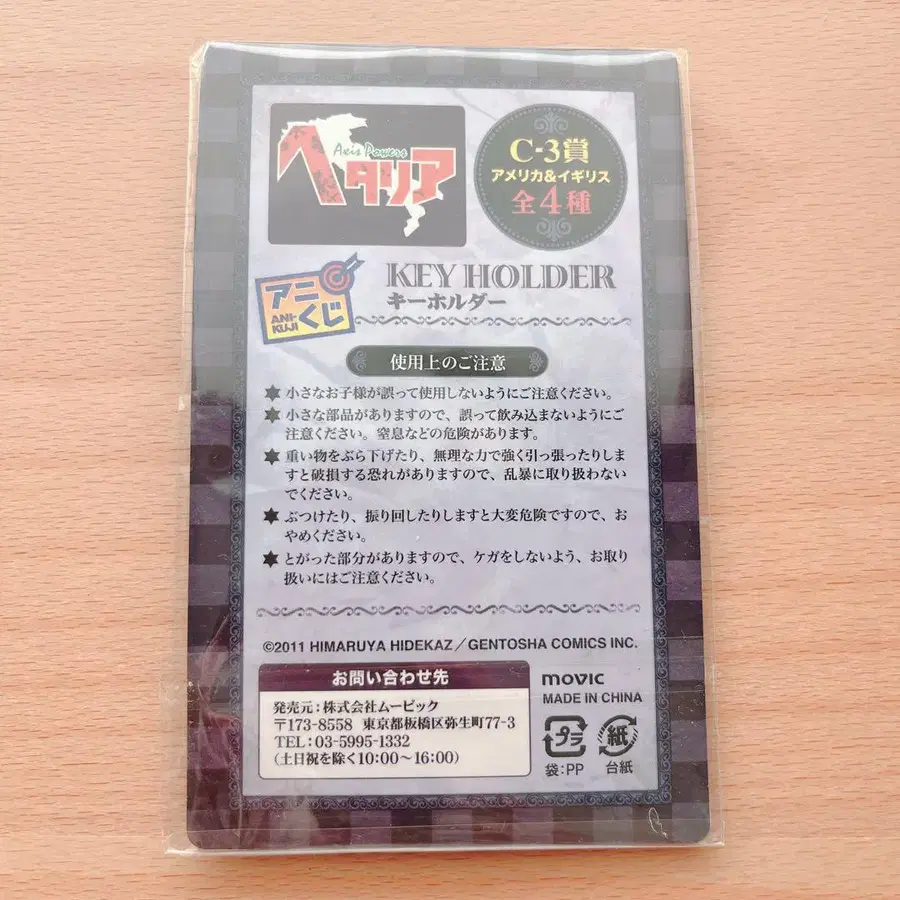 Axis Powers
ヘタリア
C-3賞
アメリカ&イギリス
全4種
アニ
ANI-
KUJI
くじ
KEY HOLDER
キーホルダー
使用上のご注意
小さなお子様が誤って使用しないようにご注意ください。
小さな部品がありますので、誤って飲み込まないようにご
注意ください。窒息などの危険があります。
重い物をぶら下げたり、無理な力で強く引っ張ったりしま
すと破損する恐れがありますので、乱暴に取り扱わない
でください。
ぶつけたり、振り回したりしますと大変危険ですので、お
やめください。
とがった部分がありますので、ケガをしないよう、お取り
扱いにはご注意ください。
©2011 HIMARUYA HIDEKAZ/GENTOSHA COMICS INC.
お問い合わせ先
発売元:株式会社ムービック
〒173-8558 東京都板橋区弥生町77-3
TEL:03-5995-1332
(土日祝を除く10:00〜16:00)
movic
MADE IN CHINA
プラ
袋:PP
紙
台紙